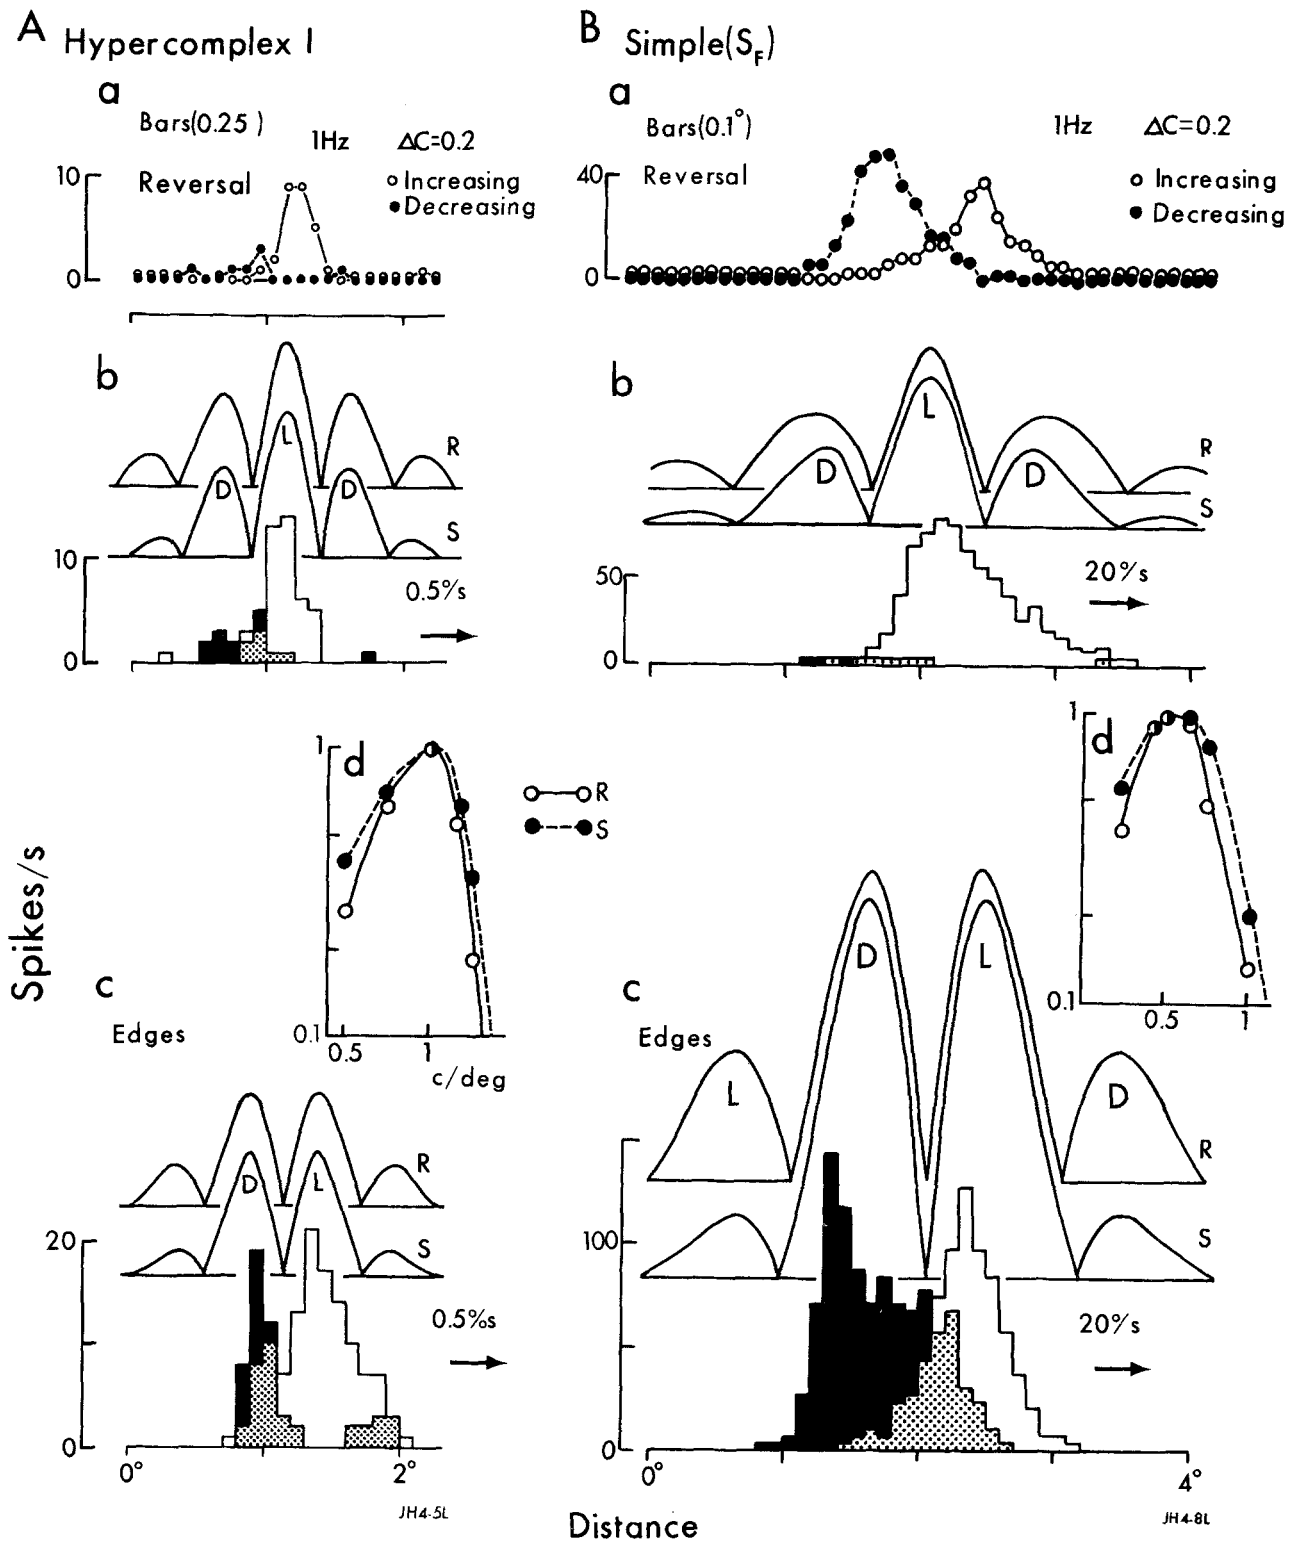 A Hypercomplex I
a
Bars(0.25 )
1Hz ΔC=0.2
Reversal
Increasing
Decreasing
10
0
b
R
D L D
S
10
0
0.5°/s
1
d
R
S
0.1
0.5 1
c/deg
c
Edges
R
D L
S
20
10
0
0.5°/s
0° 2°
JH4-5L
Spikes/s
Distance
B Simple(S_F)
a
Bars(0.1°)
1Hz ΔC=0.2
Reversal
Increasing
Decreasing
40
0
b
L
R
D D
S
50
0
20°/s
1
d
0.1
0.5 1
c
Edges
D L
L D
R
S
100
0
20°/s
0° 4°
JH4-8L